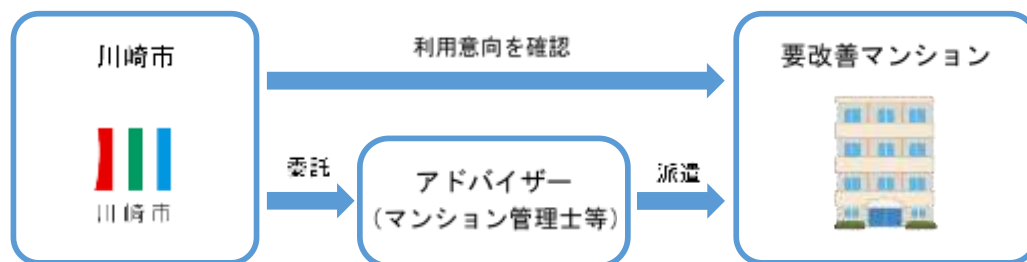 川崎市
利用意向を確認
要改善マンション
川崎市
委託
アドバイザー
（マンション管理士等）
派遣